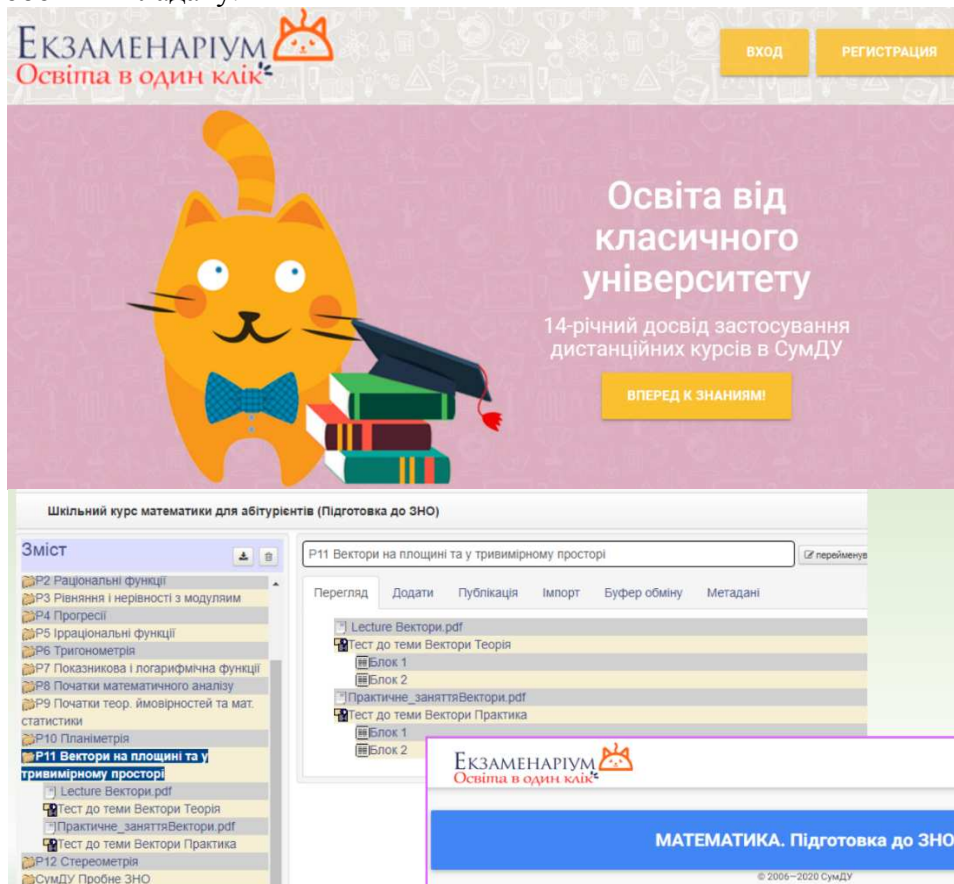 ЕКЗАМЕНАРІУМ
Освіта в один клік
ВХОД
РЕГИСТРАЦИЯ
Освіта від
класичного
університету
14-річний досвід застосування
дистанційних курсів в СумДУ
ВПЕРЕД К ЗНАНИЯМ!
Шкільний курс математики для абітурієнтів (Підготовка до ЗНО)
Зміст
Р2 Раціональні функції
Р3 Рівняння і нерівності з модуляим
Р4 Прогресії
Р5 Ірраціональні функції
Р6 Тригонометрія
Р7 Показникова і логарифмічна функції
Р8 Початки математичного аналізу
Р9 Початки теор. ймовірностей та мат.
статистики
Р10 Планіметрія
Р11 Вектори на площині та у
тривимірному просторі
Lecture Вектори.pdf
Тест до теми Вектори Теорія
Практичне_заняттяВектори.pdf
Тест до теми Вектори Практика
Р12 Стереометрія
СумДУ Пробне ЗНО
Р11 Вектори на площині та у тривимірному просторі
перейменув
Перегляд Додати Публікація Імпорт Буфер обміну Метадані
Lecture Вектори.pdf
Тест до теми Вектори Теорія
Блок 1
Блок 2
Практичне_заняттяВектори.pdf
Тест до теми Вектори Практика
Блок 1
Блок 2
ЕКЗАМЕНАРІУМ
Освіта в один клік
МАТЕМАТИКА. Підготовка до ЗНО
© 2006–2020 СумДУ